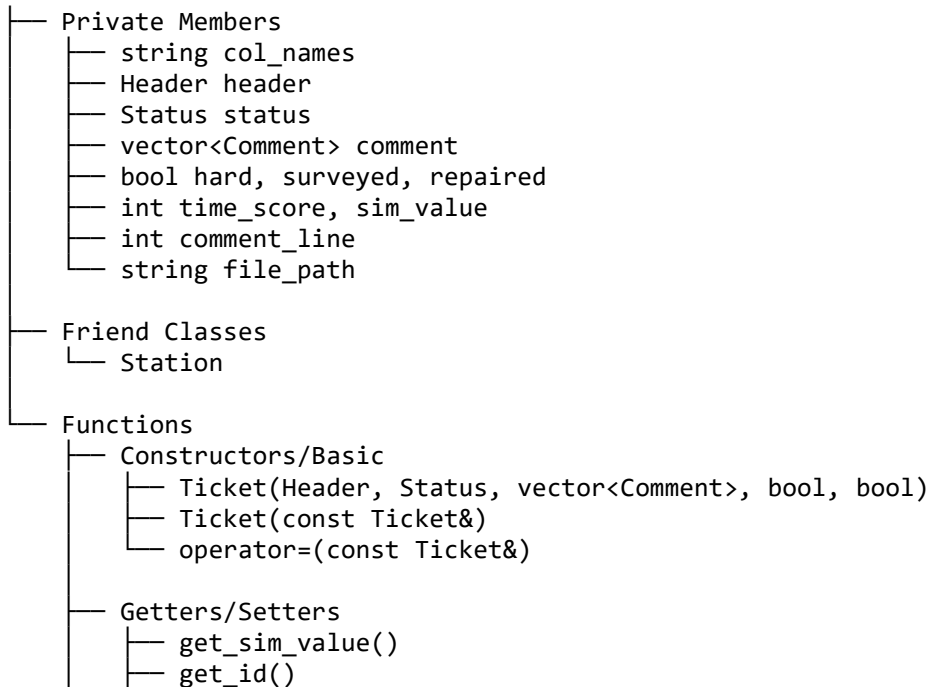 ├── Private Members
│   ├── string col_names
│   ├── Header header
│   ├── Status status
│   ├── vector<Comment> comment
│   ├── bool hard, surveyed, repaired
│   ├── int time_score, sim_value
│   ├── int comment_line
│   └── string file_path
│
├── Friend Classes
│   └── Station
│
└── Functions
    ├── Constructors/Basic
    │   ├── Ticket(Header, Status, vector<Comment>, bool, bool)
    │   ├── Ticket(const Ticket&)
    │   └── operator=(const Ticket&)
    │
    ├── Getters/Setters
    │   ├── get_sim_value()
    │   ├── get_id()